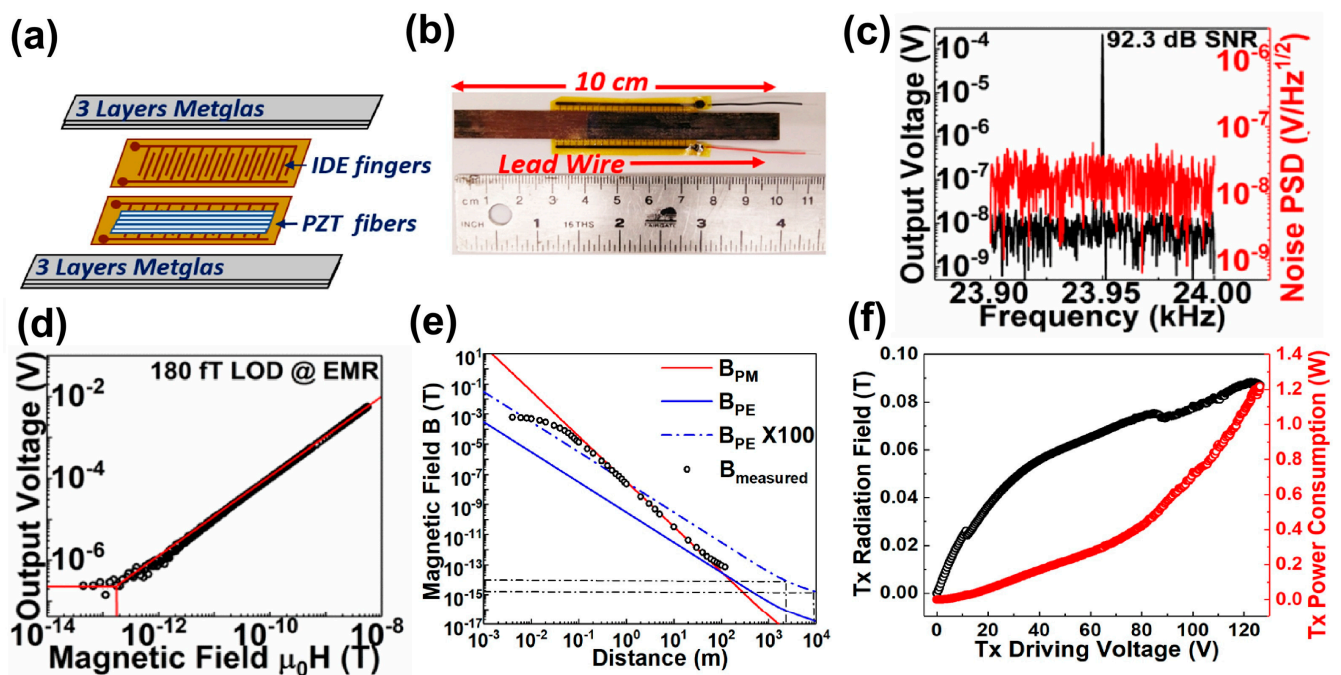 (a)
3 Layers Metglas
IDE fingers
PZT fibers
3 Layers Metglas
(b)
10 cm
Lead Wire
cm 1 2 3 4 5 6 7 8 9 10 11
INCH 1 16 THS 2 3 4
(c)
92.3 dB SNR
Output Voltage (V)
10⁻⁴
10⁻⁵
10⁻⁶
10⁻⁷
10⁻⁸
10⁻⁹
Noise PSD (V/Hz^1/2)
10⁻⁶
10⁻⁷
10⁻⁸
10⁻⁹
23.90 23.95 24.00
Frequency (kHz)
(d)
180 fT LOD @ EMR
Output Voltage (V)
10⁻²
10⁻⁴
10⁻⁶
10⁻¹⁴ 10⁻¹² 10⁻¹⁰ 10⁻⁸
Magnetic Field μ₀H (T)
(e)
Magnetic Field B (T)
10¹
10⁻¹
10⁻³
10⁻⁵
10⁻⁷
10⁻⁹
10⁻¹¹
10⁻¹³
10⁻¹⁵
10⁻¹⁷
B_PM
B_PE
B_PE X100
B_measured
10⁻³ 10⁻² 10⁻¹ 10⁰ 10¹ 10² 10³ 10⁴
Distance (m)
(f)
Tx Radiation Field (T)
0.10
0.08
0.06
0.04
0.02
0.00
Tx Power Consumption (W)
1.4
1.2
1.0
0.8
0.6
0.4
0.2
0.0
0 20 40 60 80 100 120
Tx Driving Voltage (V)